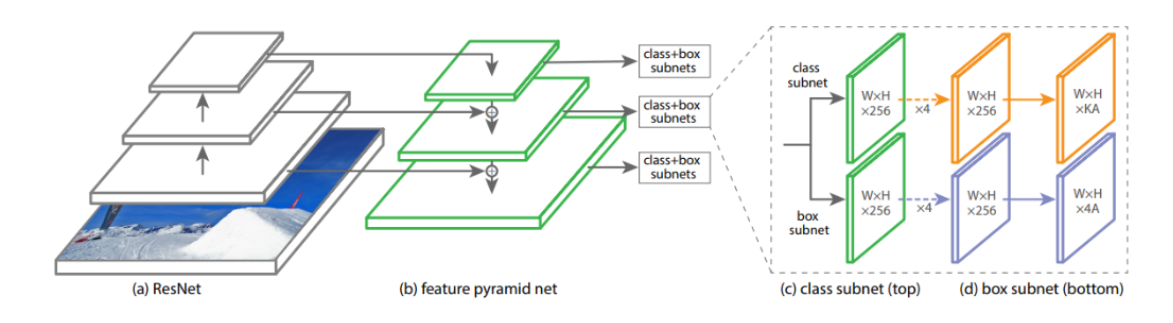 class+box
subnets
class+box
subnets
class+box
subnets
class
subnet
W×H
×256
×4
W×H
×256
W×H
×KA
box
subnet
W×H
×256
×4
W×H
×256
W×H
×4A
(a) ResNet
(b) feature pyramid net
(c) class subnet (top)
(d) box subnet (bottom)